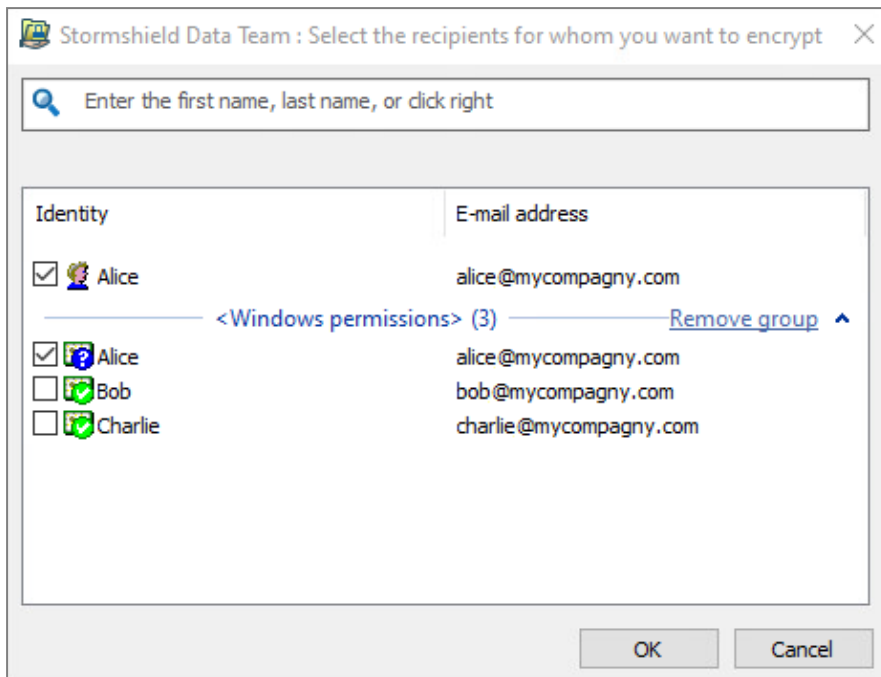 Stormshield Data Team : Select the recipients for whom you want to encrypt
Enter the first name, last name, or click right
Identity E-mail address
Alice alice@mycompagny.com
<Windows permissions> (3) Remove group
Alice alice@mycompagny.com
Bob bob@mycompagny.com
Charlie charlie@mycompagny.com
OK Cancel